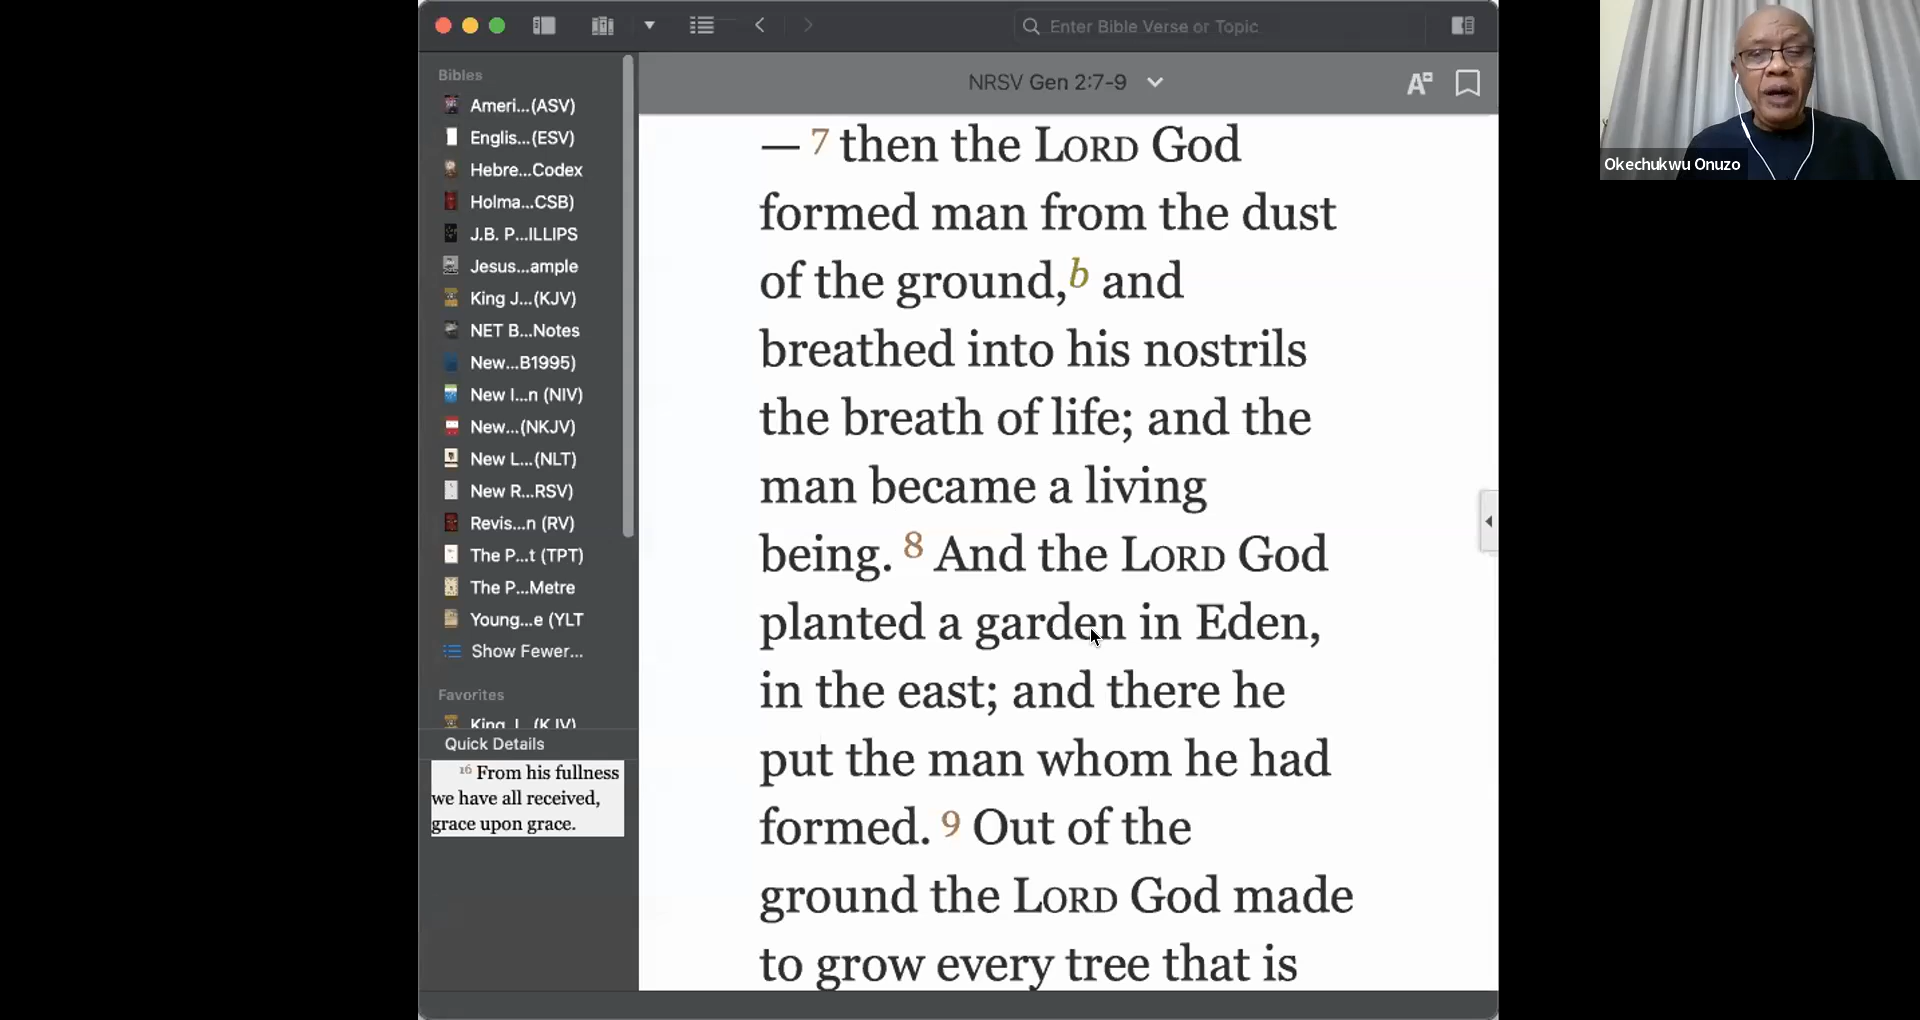 Enter Bible Verse or Topic
Bibles
Ameri...(ASV)
Englis...(ESV)
Hebre...Codex
Holma...CSB)
J.B. P...ILLIPS
Jesus...ample
King J...(KJV)
NET B...Notes
New...B1995)
New I...n (NIV)
New...(NKJV)
New L...(NLT)
New R...RSV)
Revis...n (RV)
The P...t (TPT)
The P...Metre
Young...e (YLT
Show Fewer...
Favorites
King J...(KJV)
Quick Details
16 From his fullness
we have all received,
grace upon grace.
NRSV Gen 2:7-9
A
— 7 then the LORD God
formed man from the dust
of the ground,b and
breathed into his nostrils
the breath of life; and the
man became a living
being. 8 And the LORD God
planted a garden in Eden,
in the east; and there he
put the man whom he had
formed. 9 Out of the
ground the LORD God made
to grow every tree that is
Okechukwu Onuzo